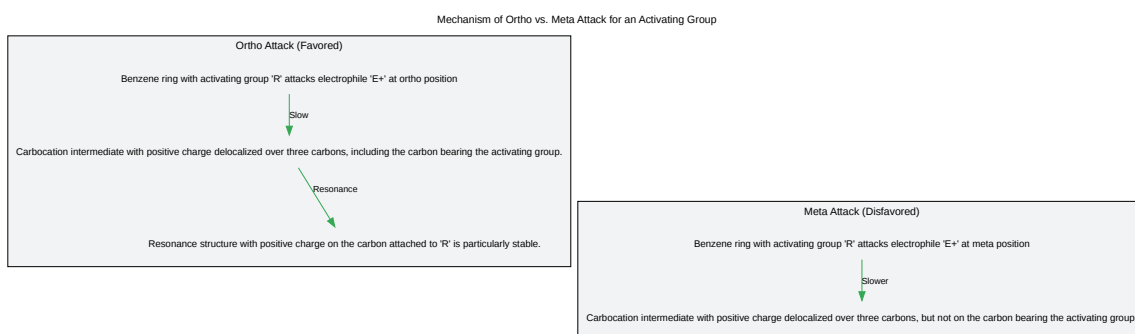 Mechanism of Ortho vs. Meta Attack for an Activating Group
Ortho Attack (Favored)
Benzene ring with activating group 'R' attacks electrophile 'E+' at ortho position
Slow
Carbocation intermediate with positive charge delocalized over three carbons, including the carbon bearing the activating group.
Resonance
Resonance structure with positive charge on the carbon attached to 'R' is particularly stable.
Meta Attack (Disfavored)
Benzene ring with activating group 'R' attacks electrophile 'E+' at meta position
Slower
Carbocation intermediate with positive charge delocalized over three carbons, but not on the carbon bearing the activating group